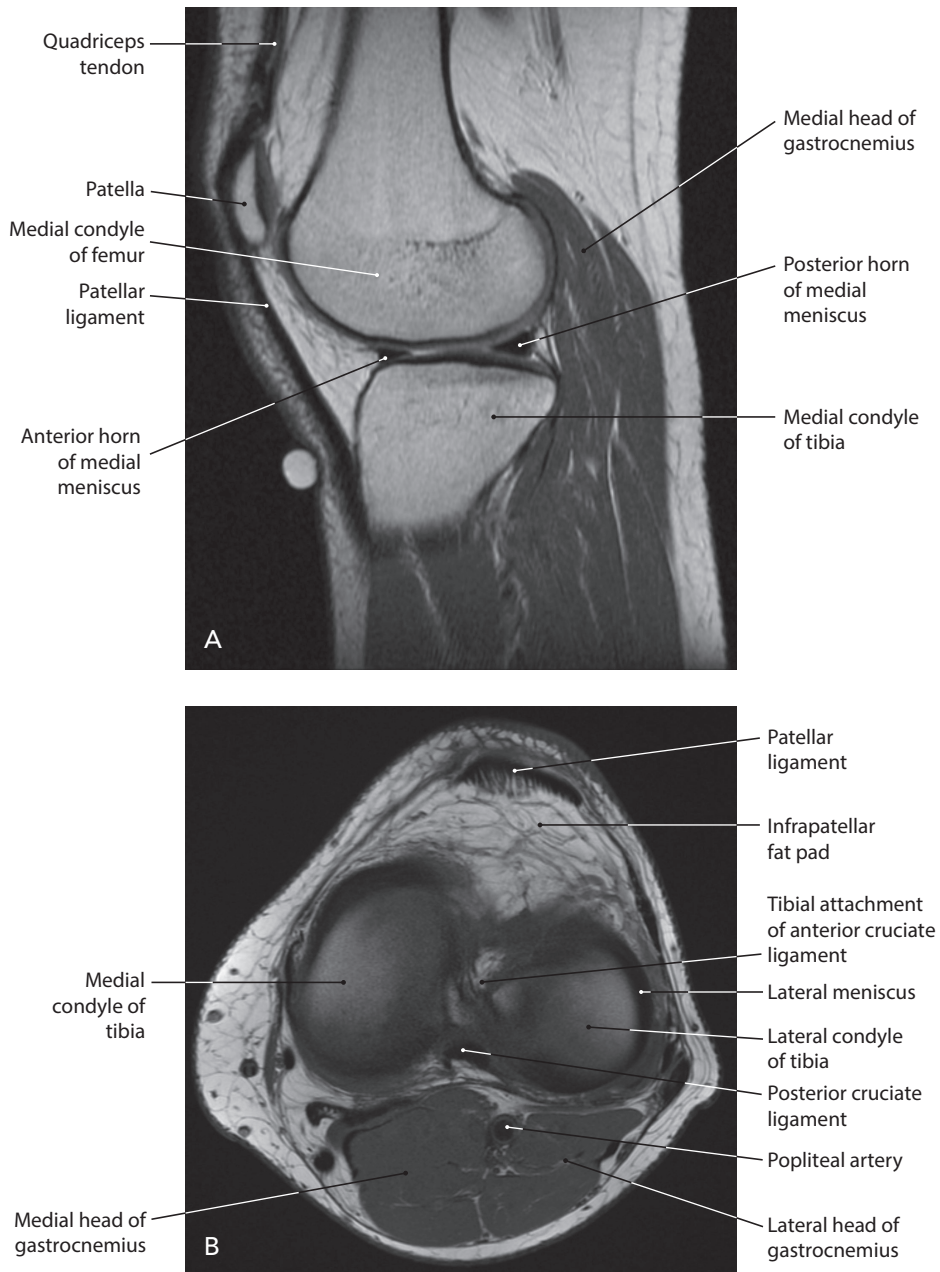 Quadriceps
tendon
Patella
Medial condyle
of femur
Patellar
ligament
Anterior horn
of medial
meniscus
Medial head of
gastrocnemius
Posterior horn
of medial
meniscus
Medial condyle
of tibia
A
Medial
condyle of
tibia
Medial head of
gastrocnemius
Patellar
ligament
Infrapatellar
fat pad
Tibial attachment
of anterior cruciate
ligament
Lateral meniscus
Lateral condyle
of tibia
Posterior cruciate
ligament
Popliteal artery
Lateral head of
gastrocnemius
B